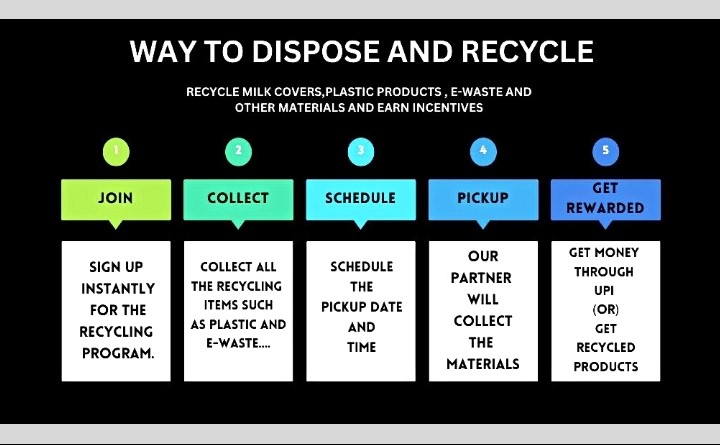 WAY TO DISPOSE AND RECYCLE
RECYCLE MILK COVERS,PLASTIC PRODUCTS , E-WASTE AND
OTHER MATERIALS AND EARN INCENTIVES
1
JOIN
SIGN UP
INSTANTLY
FOR THE
RECYCLING
PROGRAM.
2
COLLECT
COLLECT ALL
THE RECYCLING
ITEMS SUCH
AS PLASTIC AND
E-WASTE....
3
SCHEDULE
SCHEDULE
THE
PICKUP DATE
AND
TIME
4
PICKUP
OUR
PARTNER
WILL
COLLECT
THE
MATERIALS
5
GET
REWARDED
GET MONEY
THROUGH
UPI
(OR)
GET
RECYCLED
PRODUCTS